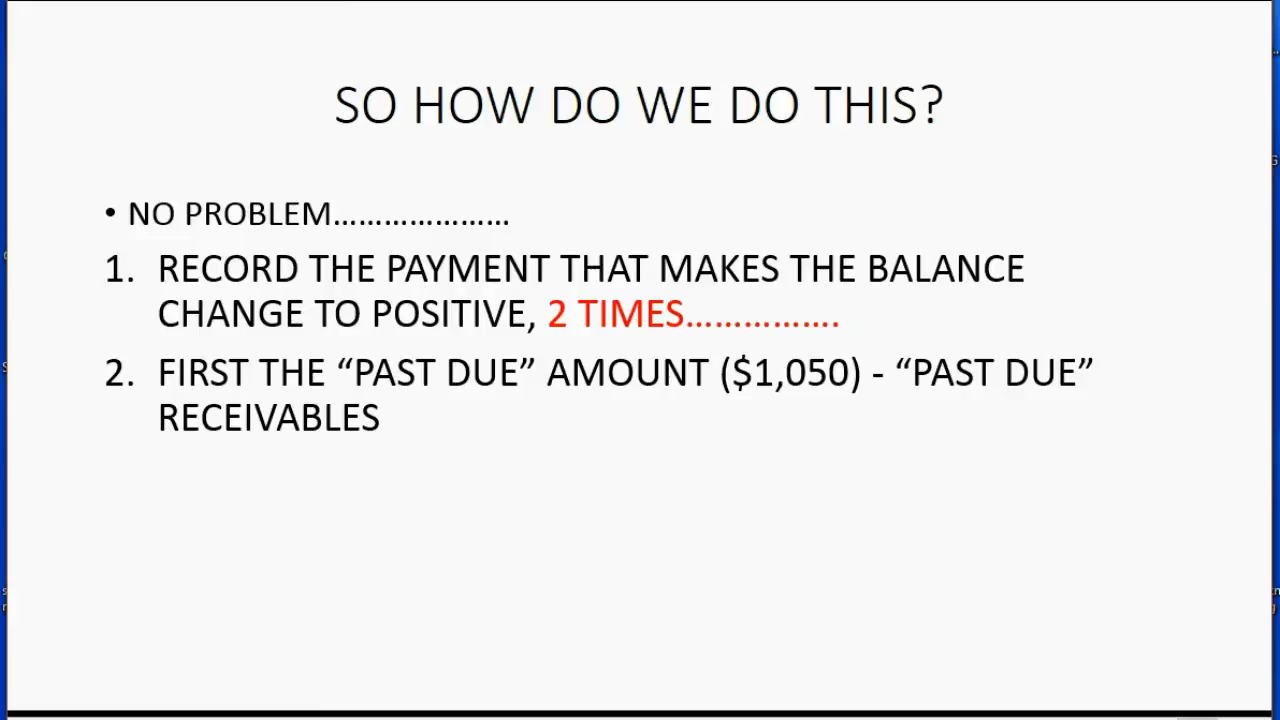 SO HOW DO WE DO THIS?
• NO PROBLEM…………………
1. RECORD THE PAYMENT THAT MAKES THE BALANCE
CHANGE TO POSITIVE, 2 TIMES…………….
2. FIRST THE “PAST DUE” AMOUNT ($1,050) - “PAST DUE”
RECEIVABLES